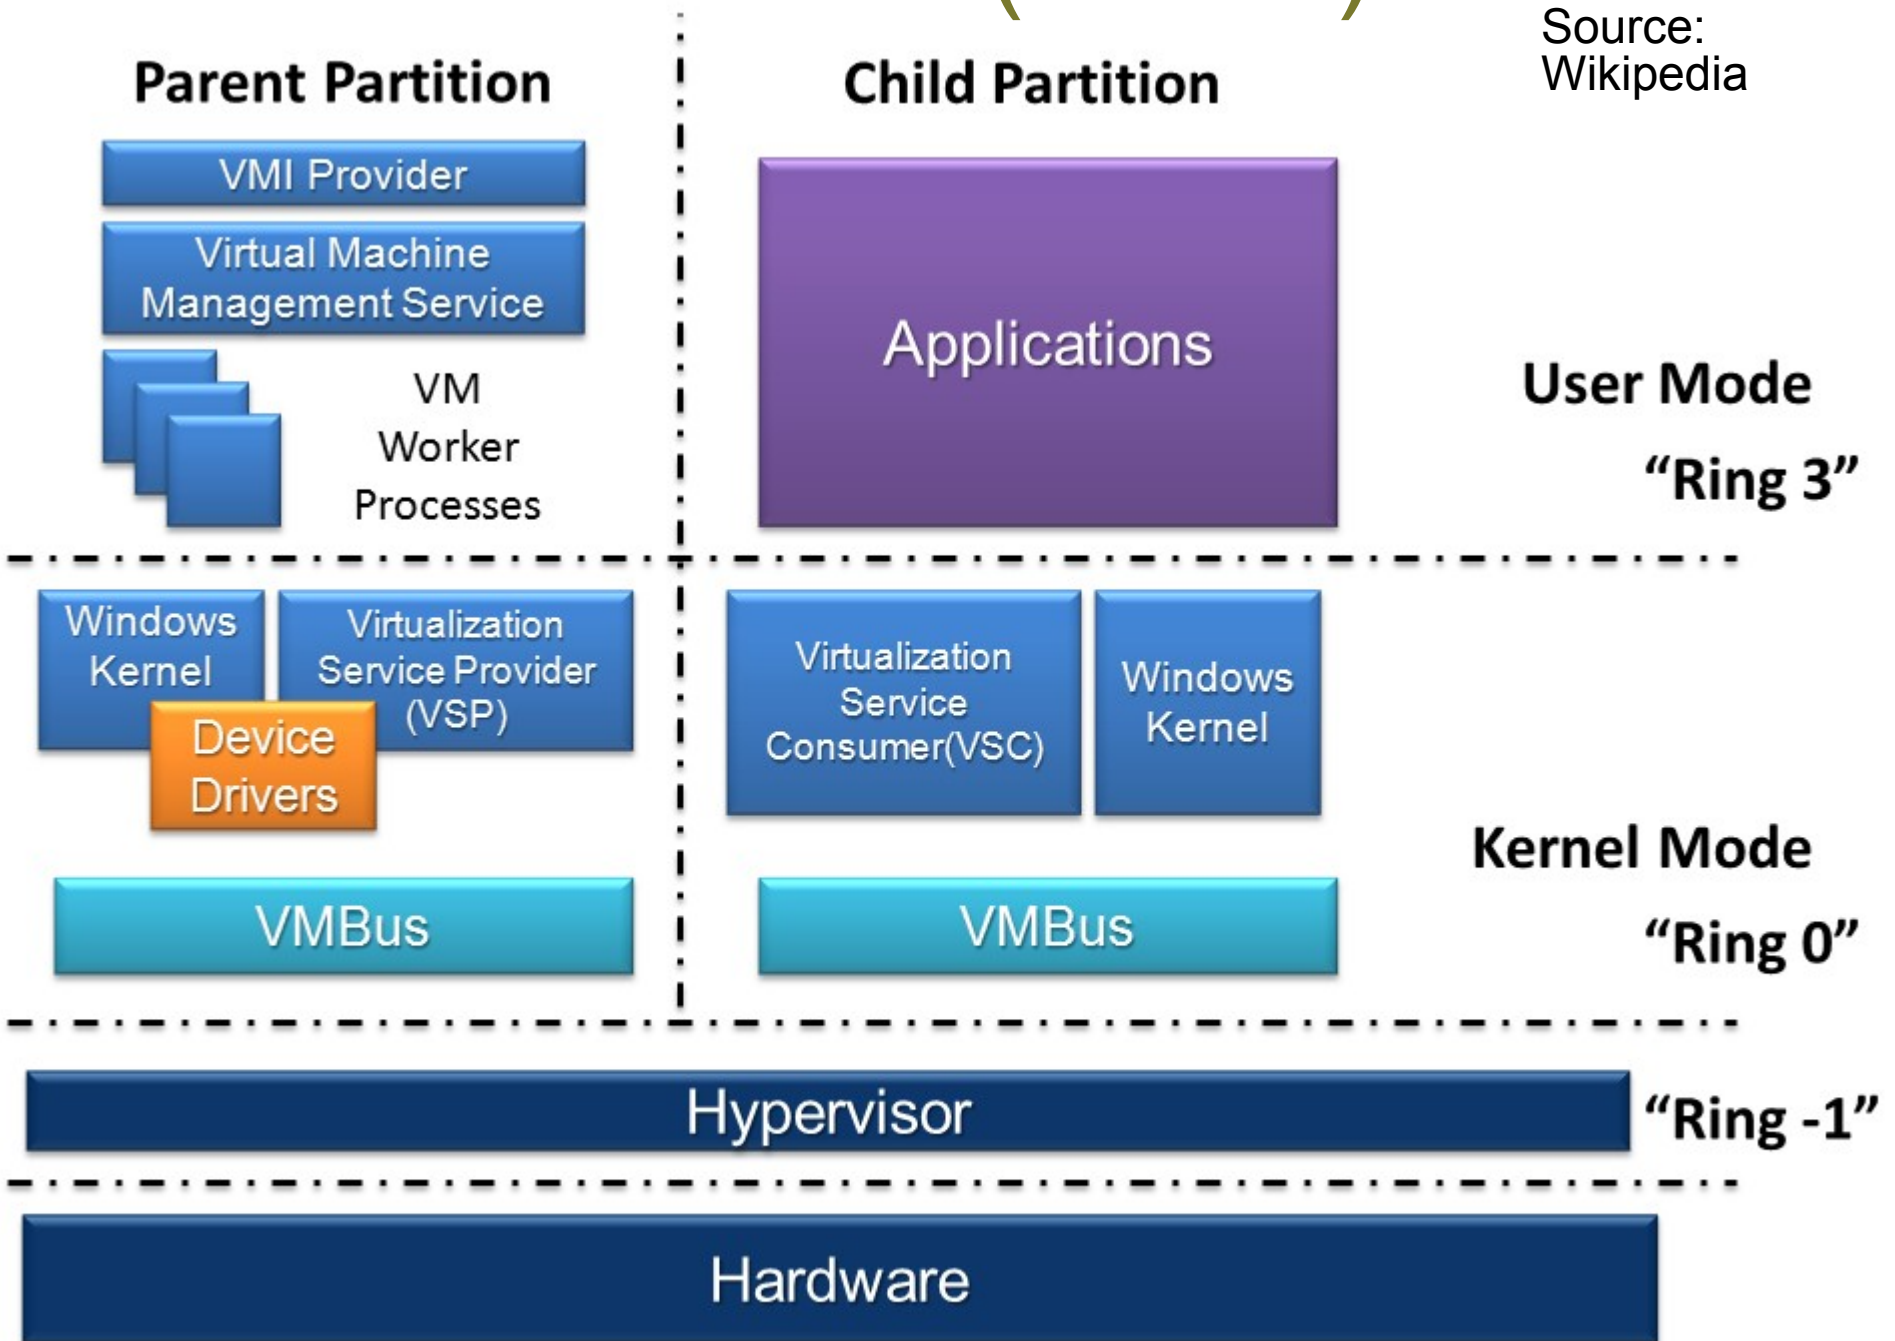 Source:
Wikipedia
Parent Partition
Child Partition
VMI Provider
Virtual Machine
Management Service
VM
Worker
Processes
Applications
User Mode
“Ring 3”
Windows
Kernel
Virtualization
Service Provider
(VSP)
Device
Drivers
Virtualization
Service
Consumer(VSC)
Windows
Kernel
Kernel Mode
“Ring 0”
VMBus
VMBus
Hypervisor
“Ring -1”
Hardware